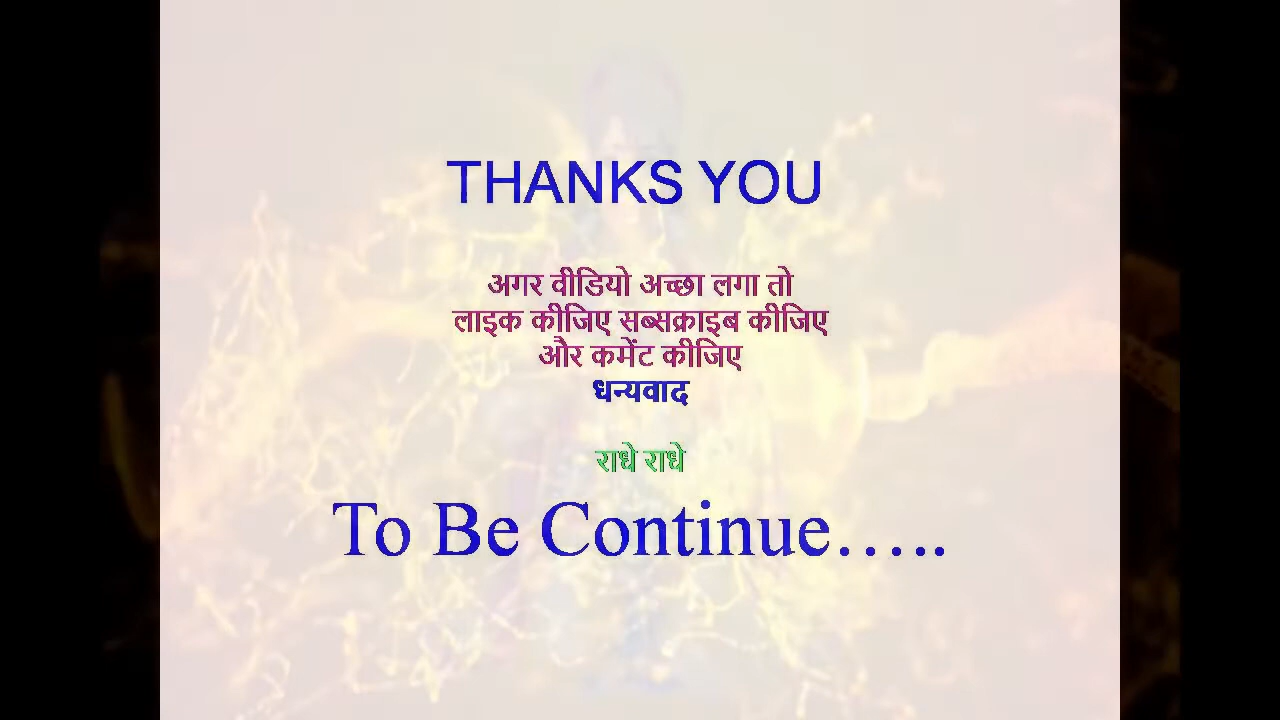 THANKS YOU
अगर वीडियो अच्छा लगा तो
लाइक कीजिए सब्सक्राइब कीजिए
और कमेंट कीजिए
धन्यवाद
राधे राधे
To Be Continue…..